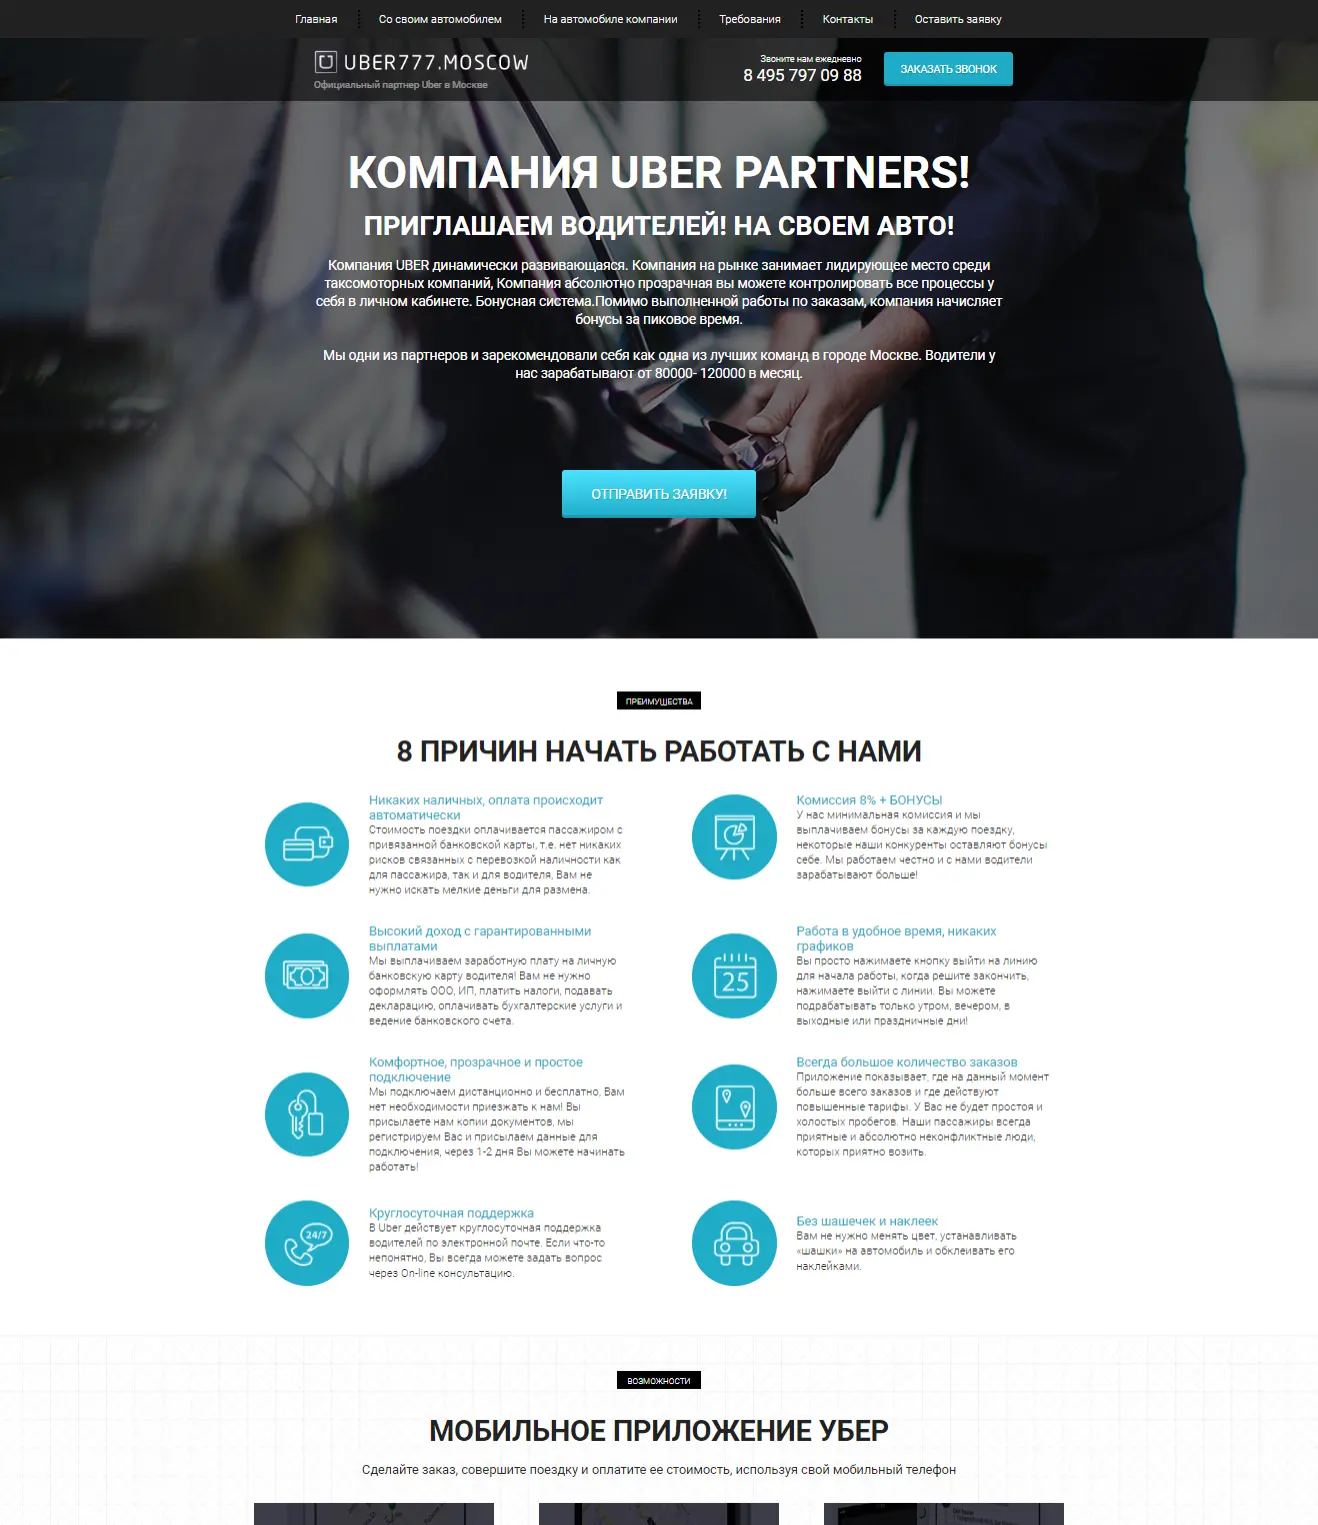 Главная
Со своим автомобилем
На автомобиле компании
Требования
Контакты
Оставить заявку
UBER777.MOSCOW
Официальный партнер Uber в Москве
Звоните нам ежедневно
8 495 797 09 88
ЗАКАЗАТЬ ЗВОНОК
КОМПАНИЯ UBER PARTNERS!
ПРИГЛАШАЕМ ВОДИТЕЛЕЙ! НА СВОЕМ АВТО!
Компания UBER динамически развивающаяся. Компания на рынке занимает лидирующее место среди
таксомоторных компаний, Компания абсолютно прозрачная вы можете контролировать все процессы у
себя в личном кабинете. Бонусная система.Помимо выполненной работы по заказам, компания начисляет
бонусы за пиковое время.
Мы одни из партнеров и зарекомендовали себя как одна из лучших команд в городе Москве. Водители у
нас зарабатывают от 80000- 120000 в месяц.
ОТПРАВИТЬ ЗАЯВКУ!
ПРЕИМУЩЕСТВА
8 ПРИЧИН НАЧАТЬ РАБОТАТЬ С НАМИ
Никаких наличных, оплата происходит
автоматически
Стоимость поездки оплачивается пассажиром с
привязанной банковской карты, т.е. нет никаких
рисков связанных с перевозкой наличности как
для пассажира, так и для водителя, Вам не
нужно искать мелкие деньги для размена.
Комиссия 8% + БОНУСЫ
У нас минимальная комиссия и мы
выплачиваем бонусы за каждую поездку,
некоторые наши конкуренты оставляют бонусы
себе. Мы работаем честно и с нами водители
зарабатывают больше!
Высокий доход с гарантированными
выплатами
Мы выплачиваем заработную плату на личную
банковскую карту водителя! Вам не нужно
оформлять ООО, ИП, платить налоги, подавать
декларацию, оплачивать бухгалтерские услуги и
ведение банковского счета.
25
Работа в удобное время, никаких
графиков
Вы просто нажимаете кнопку выйти на линию
для начала работы, когда решите закончить,
нажимаете выйти с линии. Вы можете
подрабатывать только утром, вечером, в
выходные или праздничные дни!
Комфортное, прозрачное и простое
подключение
Мы подключаем дистанционно и бесплатно, Вам
нет необходимости приезжать к нам! Вы
присылаете нам копии документов, мы
регистрируем Вас и присылаем данные для
подключения, через 1-2 дня Вы можете начинать
работать!
Всегда большое количество заказов
Приложение показывает, где на данный момент
больше всего заказов и где действуют
повышенные тарифы. У Вас не будет простоя и
холостых пробегов. Наши пассажиры всегда
приятные и абсолютно неконфликтные люди,
которых приятно возить.
24/7
Круглосуточная поддержка
В Uber действует круглосуточная поддержка
водителей по электронной почте. Если что-то
непонятно, Вы всегда можете задать вопрос
через On-line консультацию.
Без шашечек и наклеек
Вам не нужно менять цвет, устанавливать
«шашки» на автомобиль и обклеивать его
наклейками.
ВОЗМОЖНОСТИ
МОБИЛЬНОЕ ПРИЛОЖЕНИЕ УБЕР
Сделайте заказ, совершите поездку и оплатите ее стоимость, используя свой мобильный телефон